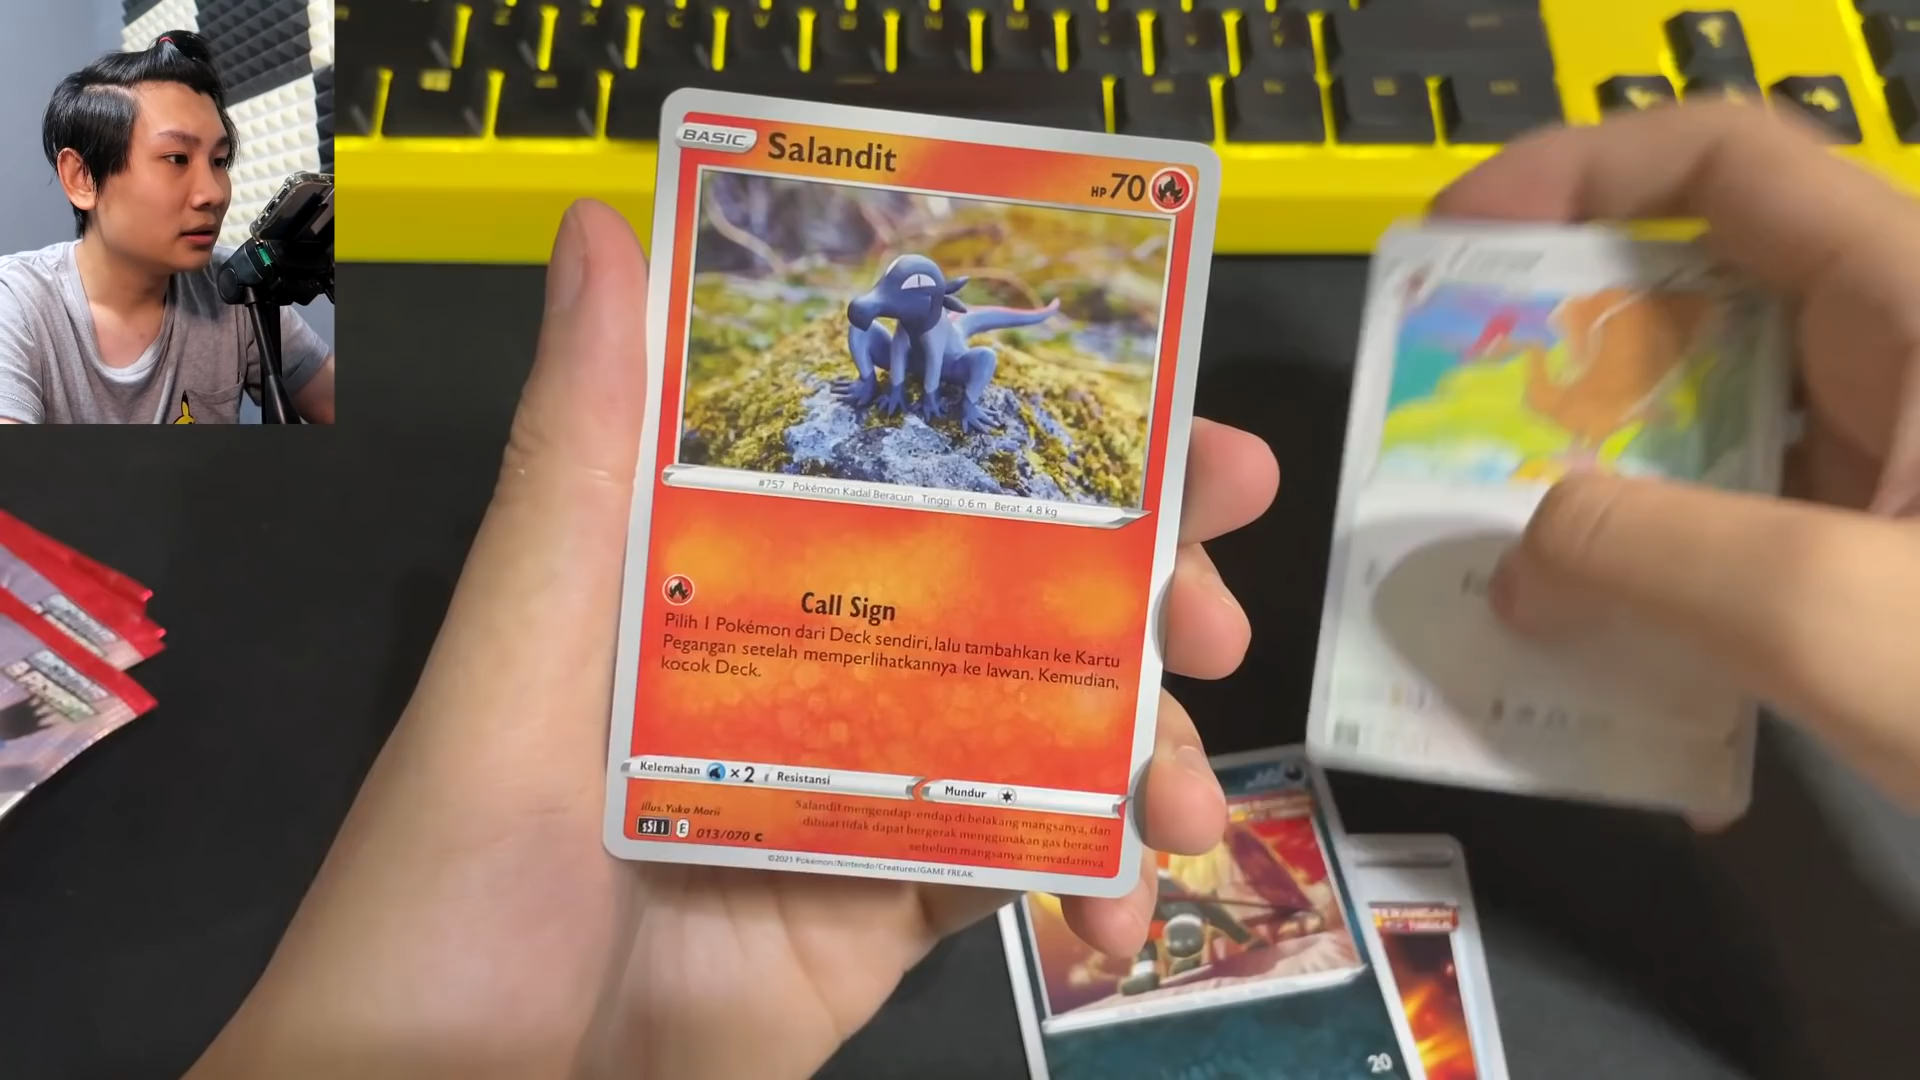 BASIC
Salandit
HP 70
#757 Pokémon Kadal Beracun Tinggi: 0.6 m Berat: 4.8 kg
Call Sign
Pilih 1 Pokémon dari Deck sendiri, lalu tambahkan ke Kartu
Pegangan setelah memperlihatkannya ke lawan. Kemudian,
kocok Deck.
Kelemahan ×2 Resistansi
Mundur
Illus. Yuka Morii
Salandit mengendap-endap di belakang mangsanya, dan
dibuat tidak dapat bergerak menggunakan gas beracun
sebelum mangsanya menyadarinya.
s5I I E 013/070 C
©2021 Pokémon/Nintendo/Creatures/GAME FREAK
20